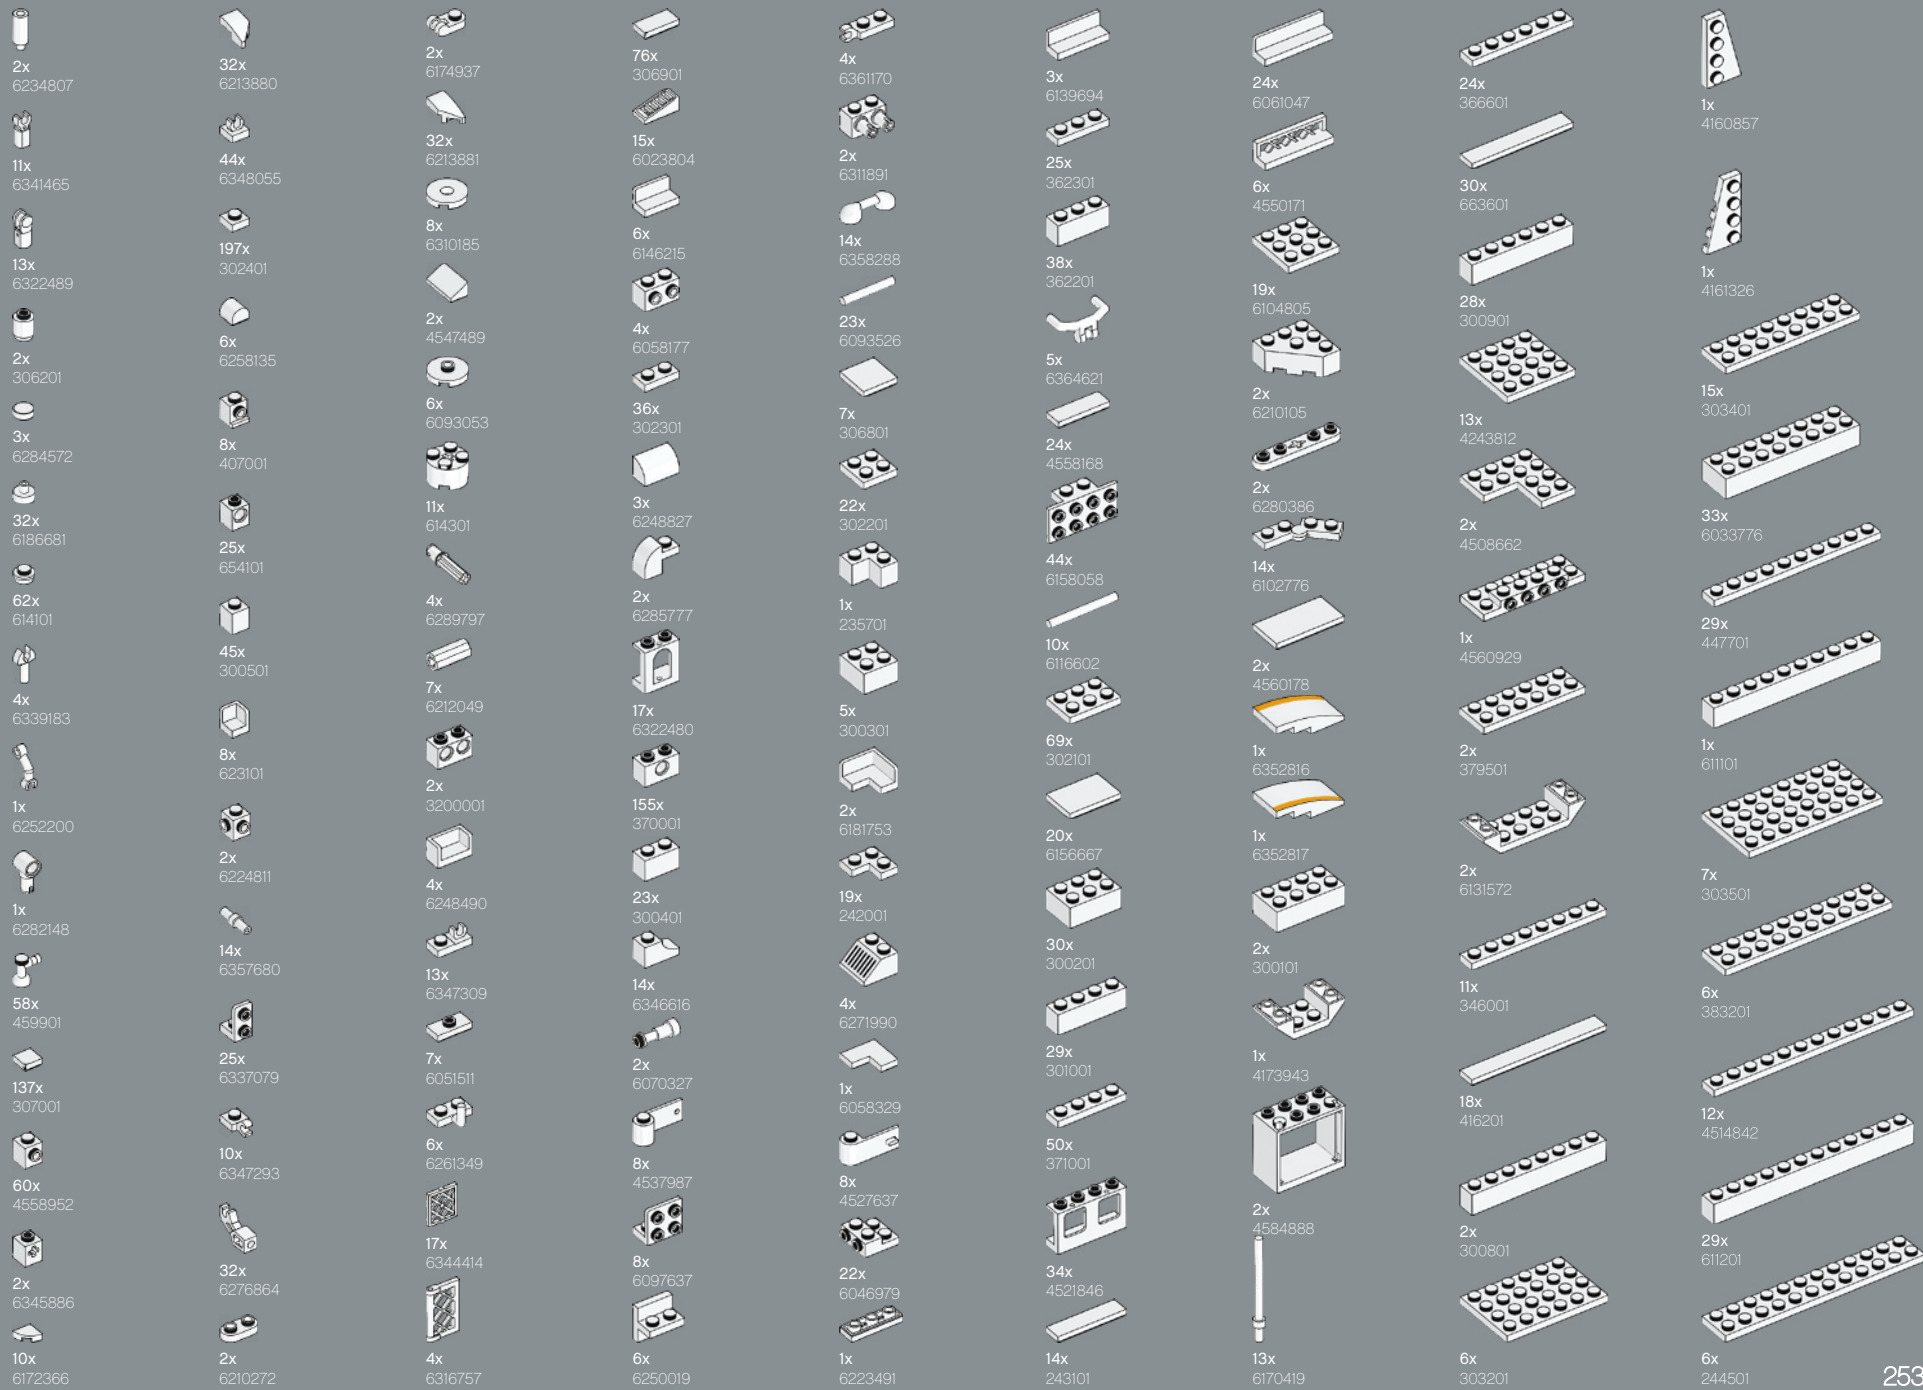 2x
6234807
11x
6341465
13x
6322489
2x
306201
3x
6284572
32x
6186681
62x
614101
4x
6339183
1x
6252200
1x
6282148
58x
459901
137x
307001
60x
4558952
2x
6345886
10x
6172366
32x
6213880
44x
6348055
197x
302401
6x
6258135
8x
407001
25x
654101
45x
300501
8x
623101
2x
6224811
14x
6357680
25x
6337079
10x
6347293
32x
6276864
2x
6210272
2x
6174937
32x
6213881
8x
6310185
2x
4547489
6x
6093053
11x
614301
4x
6289797
7x
6212049
2x
3200001
4x
6248490
13x
6347309
7x
6051511
6x
6261349
17x
6344414
4x
6316757
76x
306901
15x
6023804
6x
6146215
4x
6058177
36x
302301
3x
6248827
2x
6285777
17x
6322480
155x
370001
23x
300401
14x
6346616
2x
6070327
8x
4537987
8x
6097637
6x
6250019
4x
6361170
2x
6311891
14x
6358288
23x
6093526
7x
306801
22x
302201
1x
235701
5x
300301
2x
6181753
19x
242001
4x
6271990
1x
6058329
8x
4527637
22x
6046979
1x
6223491
3x
6139694
25x
362301
38x
362201
5x
6364621
24x
4558168
44x
6158058
10x
6116602
69x
302101
20x
6156667
30x
300201
29x
301001
50x
371001
34x
4521846
14x
243101
24x
6061047
6x
4550171
19x
6104805
2x
6210105
2x
6280386
14x
6102776
2x
4560178
1x
6352816
1x
6352817
2x
300101
1x
4173943
2x
4584888
13x
6170419
24x
366601
30x
663601
28x
300901
13x
4243812
2x
4508662
1x
4560929
2x
379501
2x
6131572
11x
346001
18x
416201
2x
300801
6x
303201
1x
4160857
1x
4161326
15x
303401
33x
6033776
29x
447701
1x
611101
7x
303501
6x
383201
12x
4514842
29x
611201
6x
244501
253